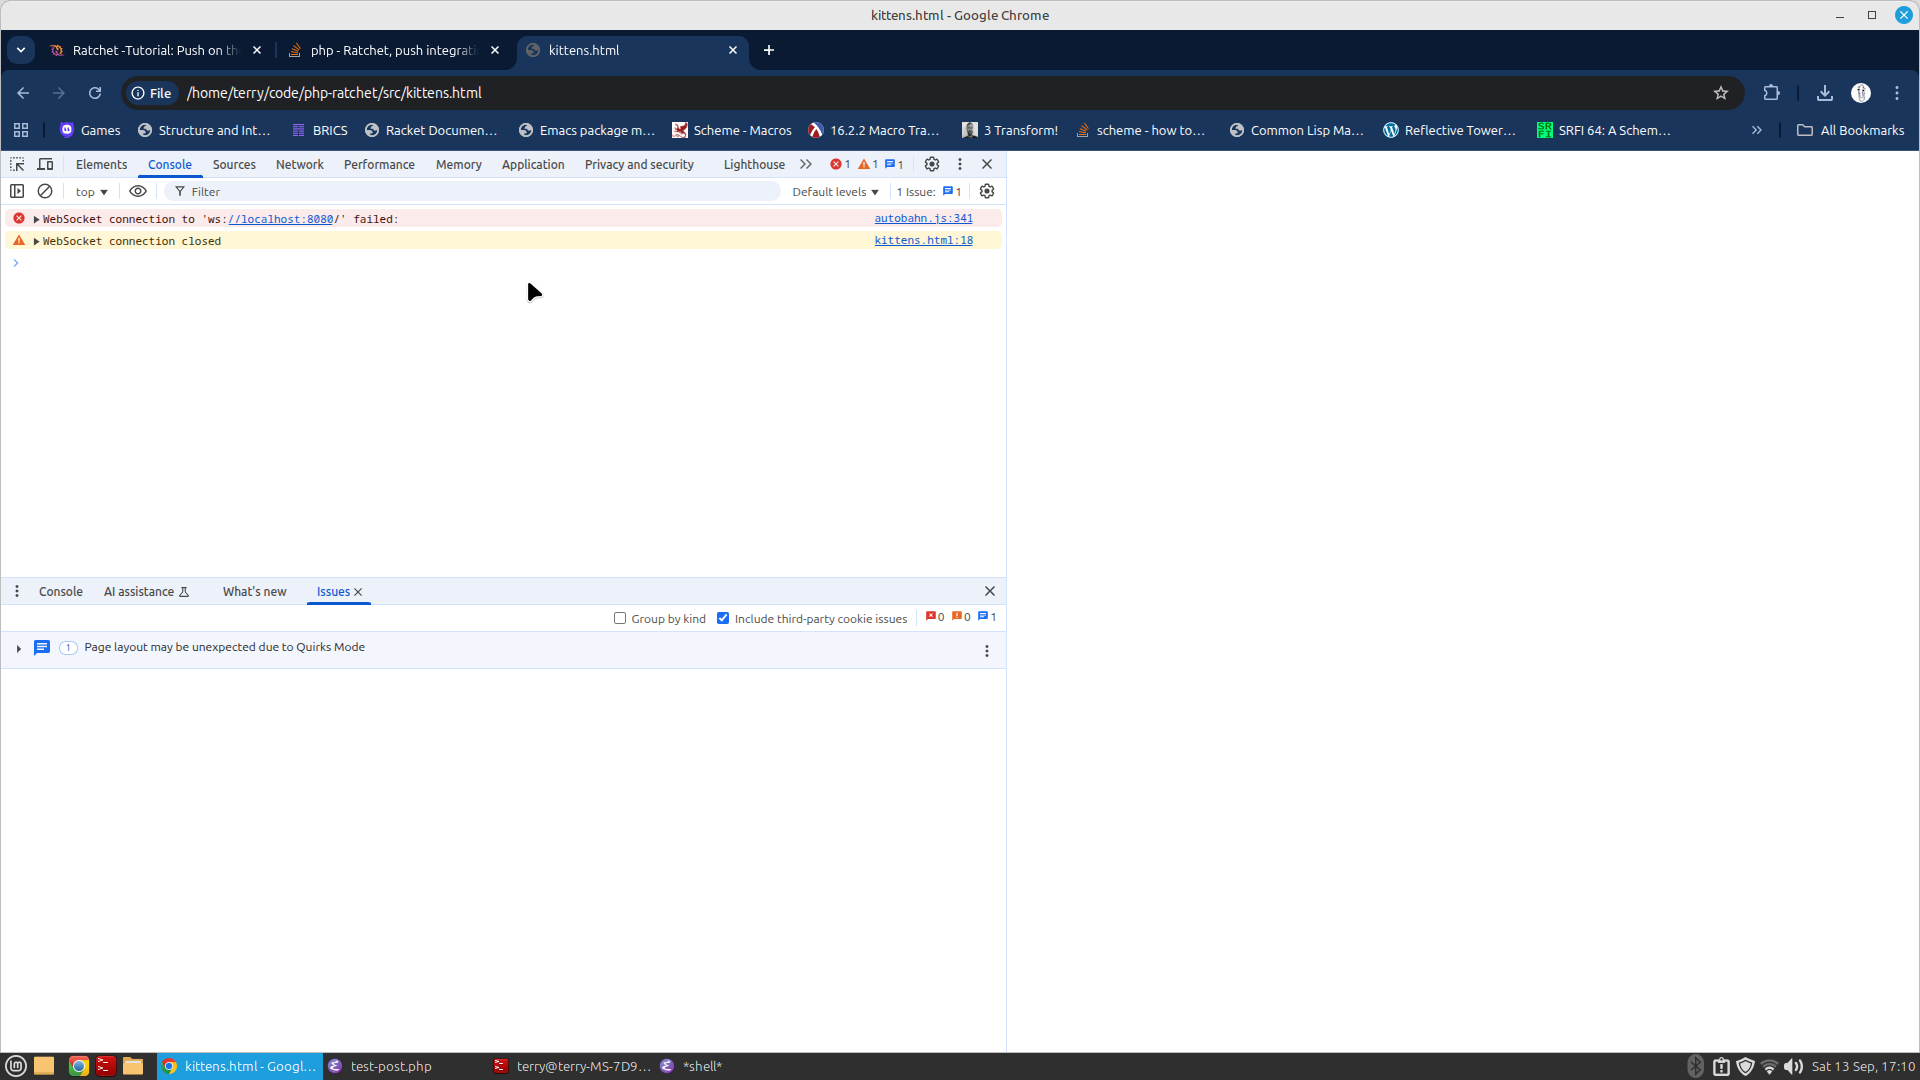 kittens.html - Google Chrome
Ratchet -Tutorial: Push on th
php - Ratchet, push integrati
kittens.html
File
/home/terry/code/php-ratchet/src/kittens.html
Games
Structure and Int...
BRICS
Racket Documen...
Emacs package m...
Scheme - Macros
16.2.2 Macro Tra...
3 Transform!
scheme - how to...
Common Lisp Ma...
Reflective Tower...
SRFI 64: A Schem...
All Bookmarks
Elements
Console
Sources
Network
Performance
Memory
Application
Privacy and security
Lighthouse
1
1
1
top
Filter
Default levels
1 Issue:
1
WebSocket connection to 'ws://localhost:8080/' failed:
autobahn.js:341
WebSocket connection closed
kittens.html:18
Console
AI assistance
What's new
Issues
Group by kind
Include third-party cookie issues
0
0
1
1
Page layout may be unexpected due to Quirks Mode
kittens.html - Googl...
test-post.php
terry@terry-MS-7D9...
*shell*
Sat 13 Sep, 17:10